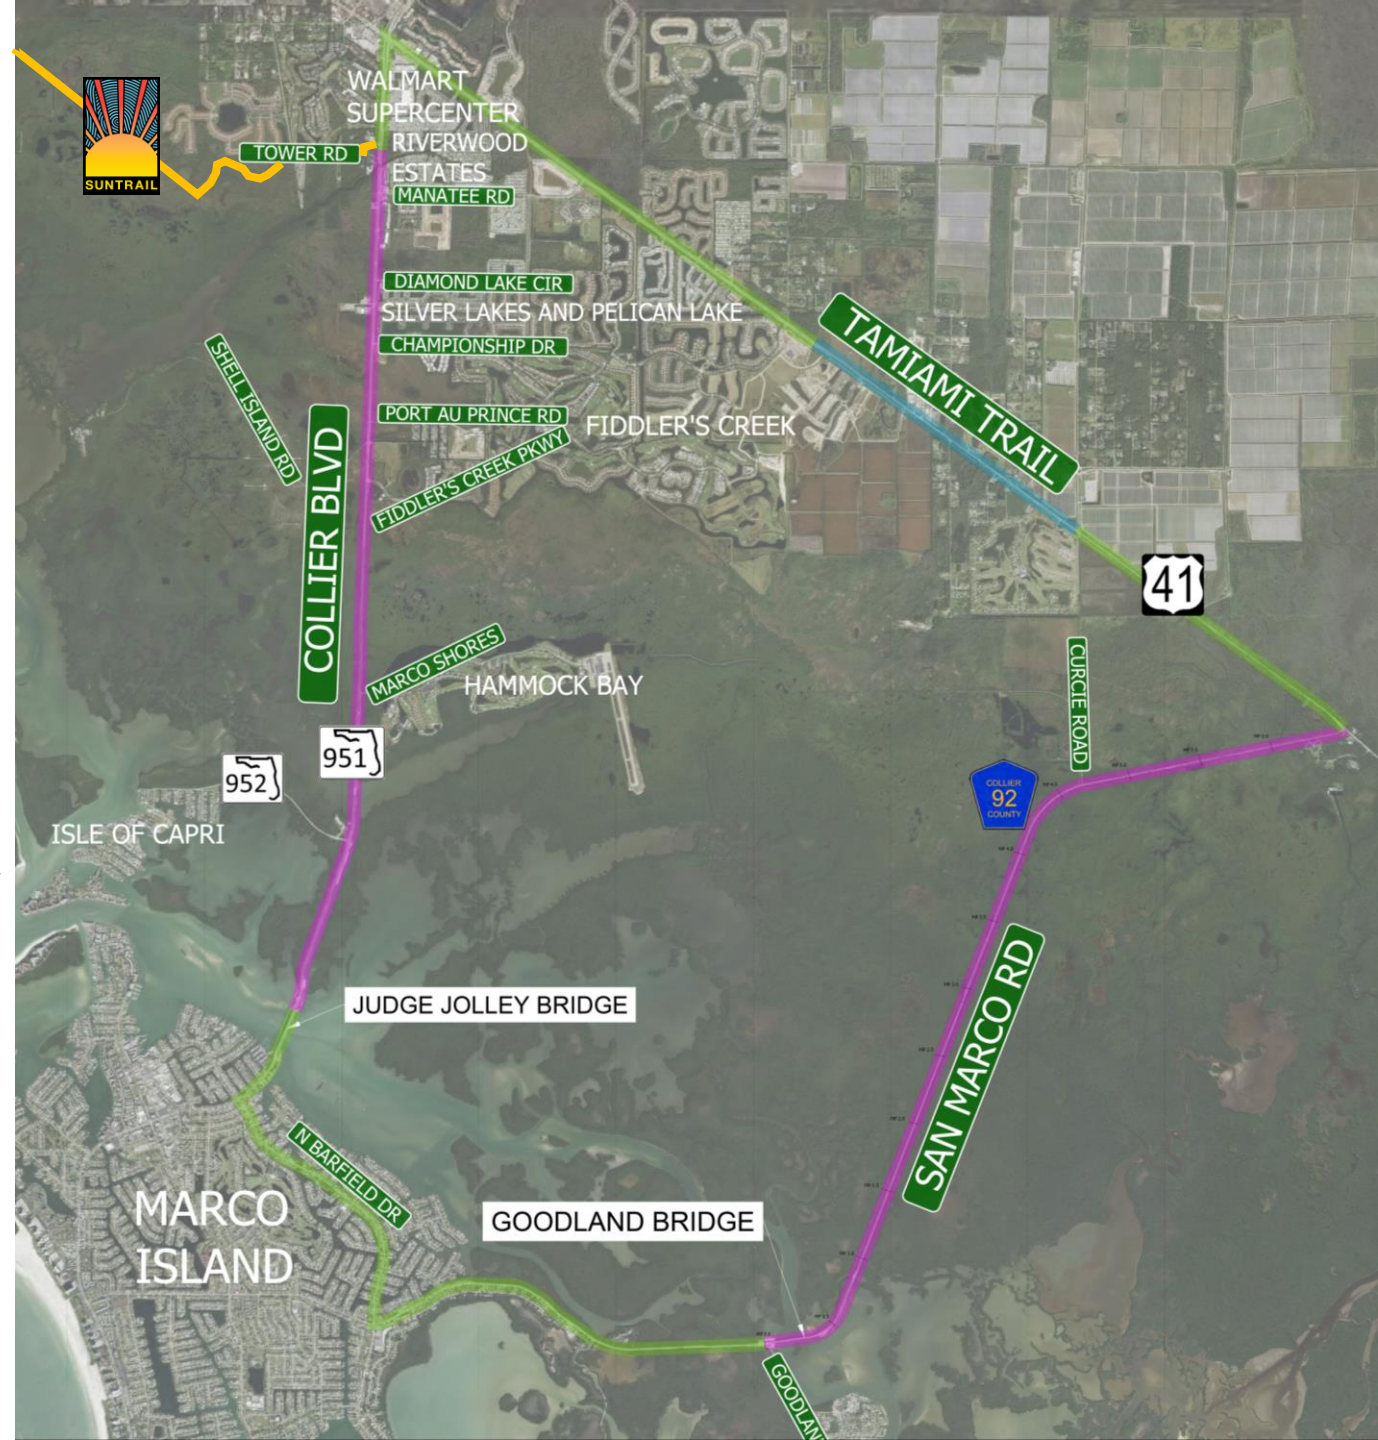 WALMART
SUPERCENTER
RIVERWOOD
ESTATES
TOWER RD
SUNTRAIL
MANATEE RD
DIAMOND LAKE CIR
SILVER LAKES AND PELICAN LAKE
CHAMPIONSHIP DR
TAMIAMI TRAIL
SHELL ISLAND RD
PORT AU PRINCE RD
FIDDLER'S CREEK
FIDDLER'S CREEK PKWY
COLLIER BLVD
41
MARCO SHORES
HAMMOCK BAY
CURCIE ROAD
951
952
COLLIER
92
COUNTY
ISLE OF CAPRI
JUDGE JOLLEY BRIDGE
SAN MARCO RD
N BARFIELD DR
MARCO
ISLAND
GOODLAND BRIDGE